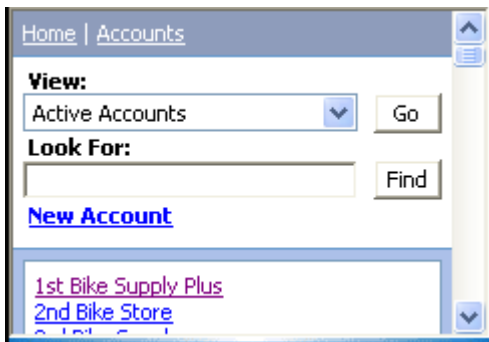 Home | Accounts
View:
Active Accounts Go
Look For:
Find
New Account
1st Bike Supply Plus
2nd Bike Store